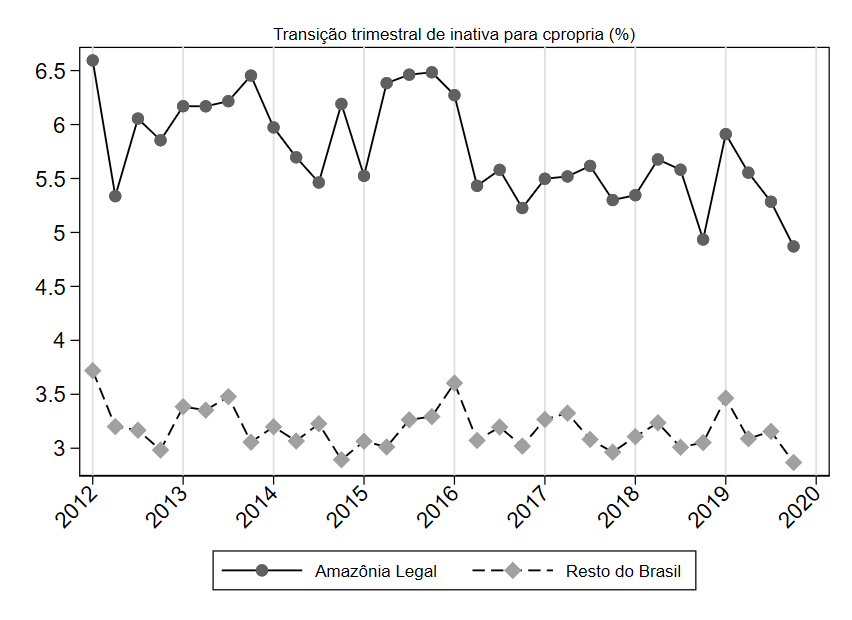 Transição trimestral de inativa para cpropria (%)
6.5
6
5.5
5
4.5
4
3.5
3
2012 2013 2014 2015 2016 2017 2018 2019 2020
Amazônia Legal Resto do Brasil